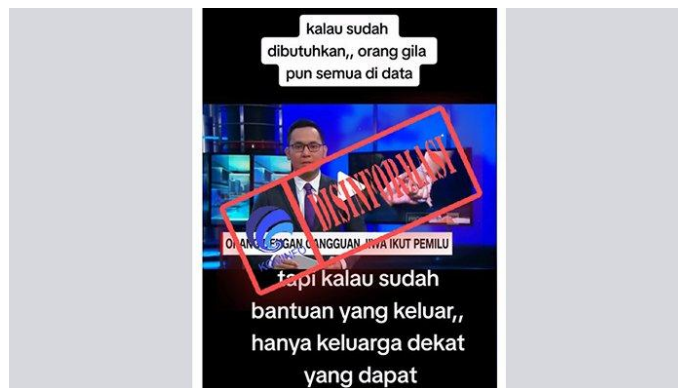 kalau sudah
dibutuhkan,, orang gila
pun semua di data
DISINFORMASI
KOMINFO
ORANG DENGAN GANGGUAN JIWA IKUT PEMILU
tapi kalau sudah
bantuan yang keluar,,
hanya keluarga dekat
yang dapat